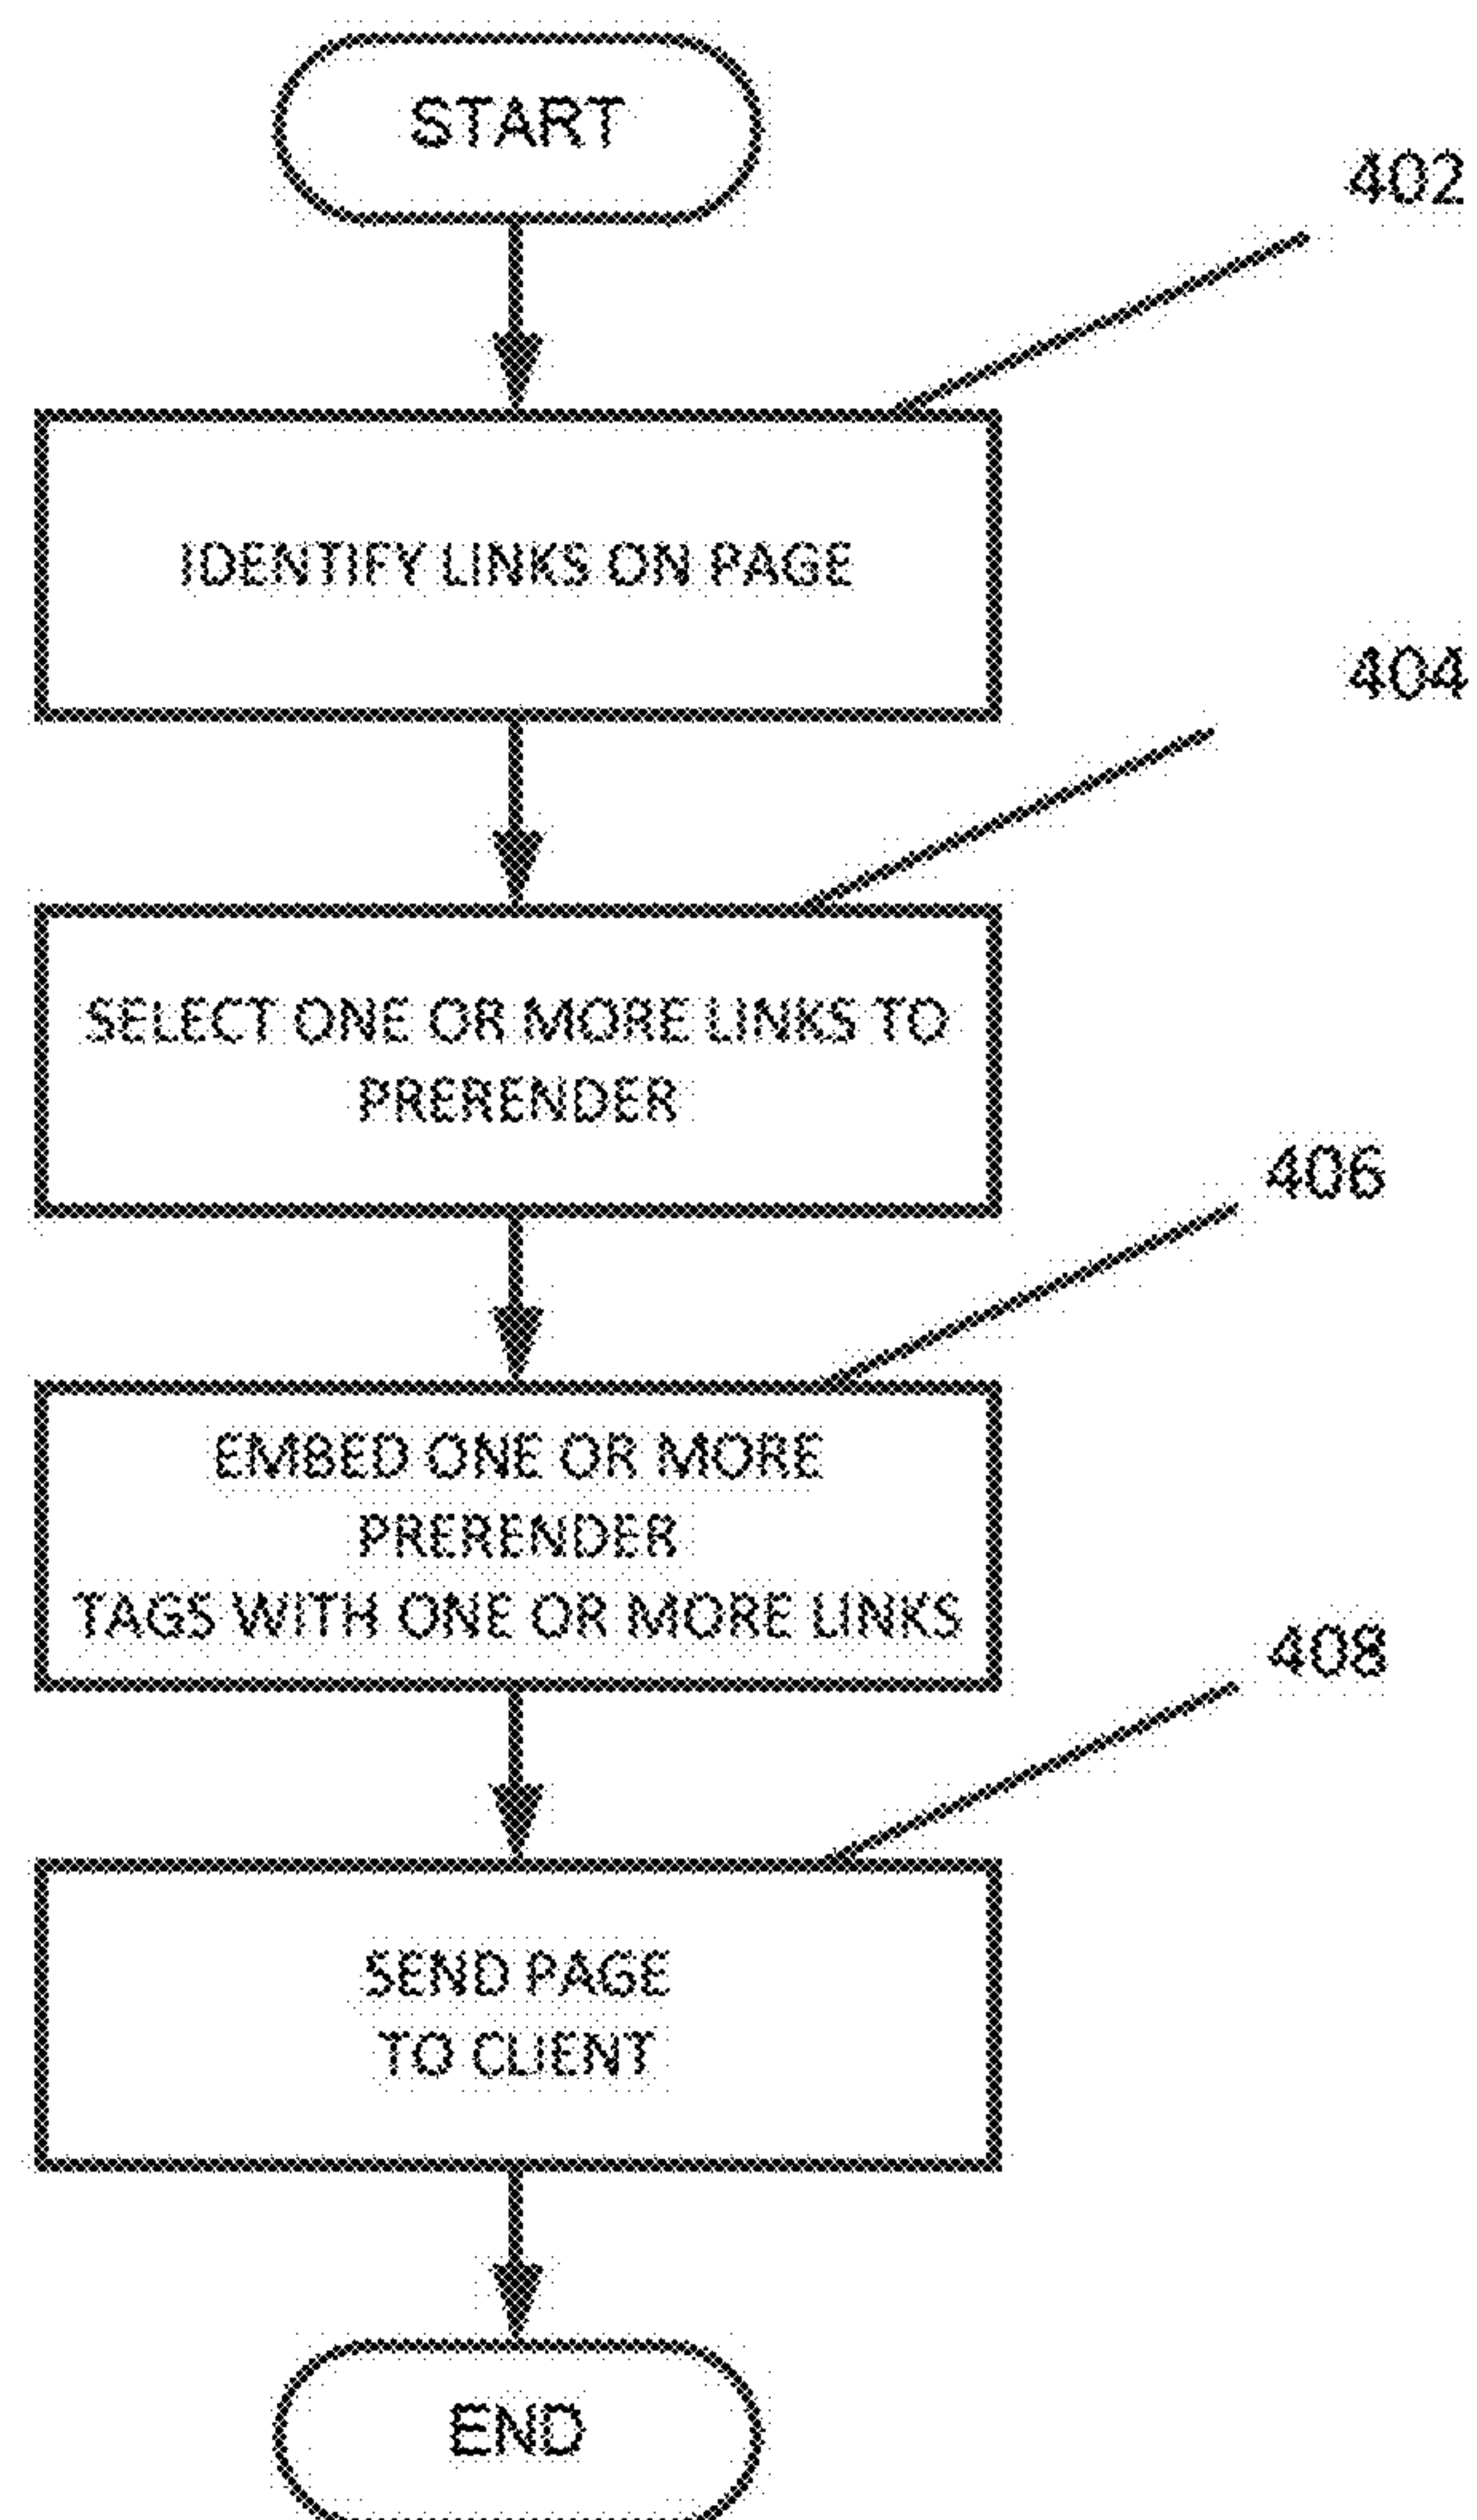 START
402
IDENTIFY LINKS ON PAGE
404
SELECT ONE OR MORE LINKS TO
PRERENDER
406
EMBED ONE OR MORE
PRERENDER
TAGS WITH ONE OR MORE LINKS
408
SEND PAGE
TO CLIENT
END